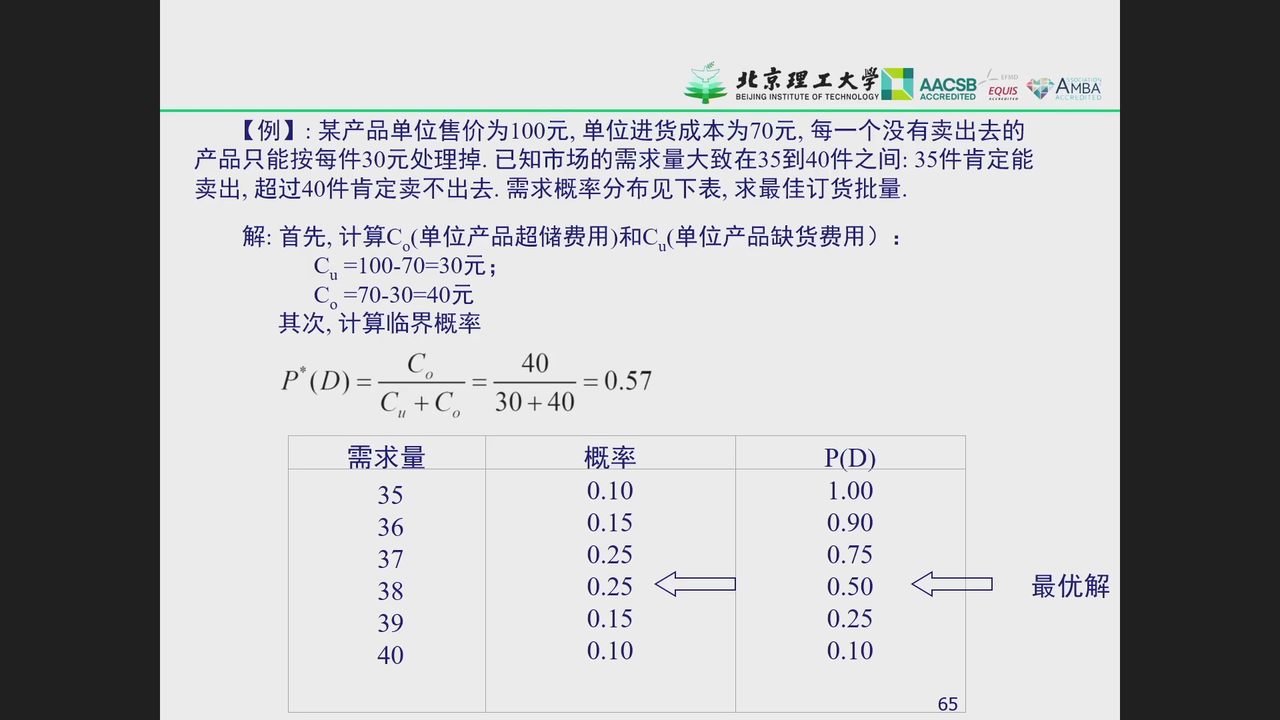 北京理工大学
BEIJING INSTITUTE OF TECHNOLOGY
AACSB
ACCREDITED
EFMD
EQUIS
ACCREDITED
ASSOCIATION
AMBA
ACCREDITED
【例】: 某产品单位售价为100元, 单位进货成本为70元, 每一个没有卖出去的
产品只能按每件30元处理掉. 已知市场的需求量大致在35到40件之间: 35件肯定能
卖出, 超过40件肯定卖不出去. 需求概率分布见下表, 求最佳订货批量.
解: 首先, 计算Co(单位产品超储费用)和Cu(单位产品缺货费用）:
Cu =100-70=30元；
Co =70-30=40元
其次, 计算临界概率
P*(D) = Co / (Cu + Co) = 40 / (30 + 40) = 0.57
需求量 概率 P(D)
35 0.10 1.00
36 0.15 0.90
37 0.25 0.75
38 0.25 0.50 最优解
39 0.15 0.25
40 0.10 0.10
65